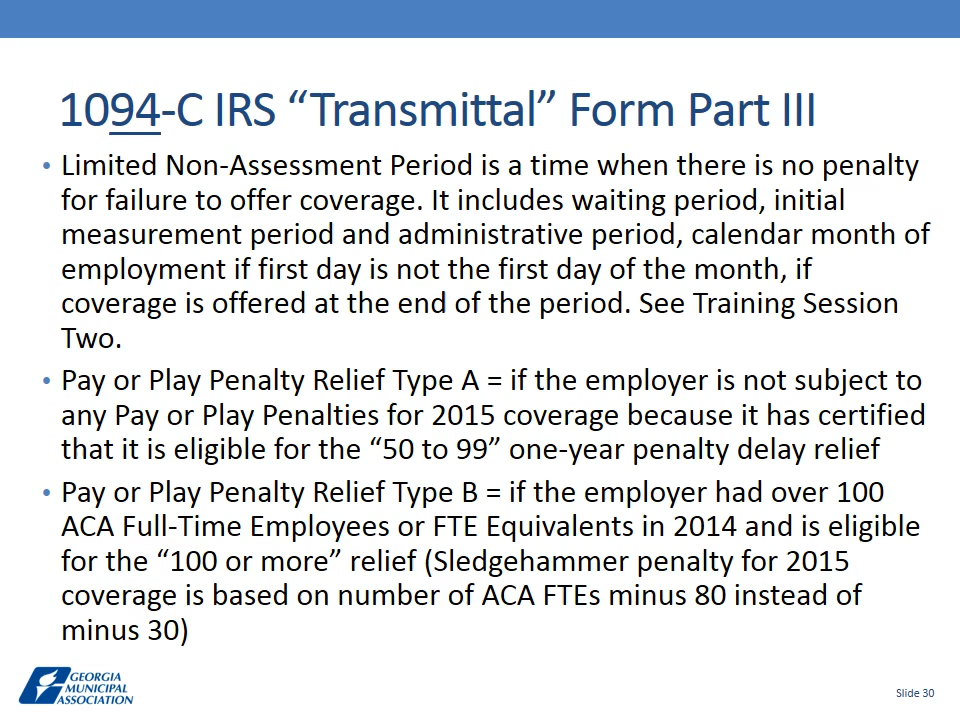 1094-C IRS “Transmittal” Form Part III
• Limited Non-Assessment Period is a time when there is no penalty
for failure to offer coverage. It includes waiting period, initial
measurement period and administrative period, calendar month of
employment if first day is not the first day of the month, if
coverage is offered at the end of the period. See Training Session
Two.
• Pay or Play Penalty Relief Type A = if the employer is not subject to
any Pay or Play Penalties for 2015 coverage because it has certified
that it is eligible for the “50 to 99” one-year penalty delay relief
• Pay or Play Penalty Relief Type B = if the employer had over 100
ACA Full-Time Employees or FTE Equivalents in 2014 and is eligible
for the “100 or more” relief (Sledgehammer penalty for 2015
coverage is based on number of ACA FTEs minus 80 instead of
minus 30)
GEORGIA
MUNICIPAL
ASSOCIATION
Slide 30